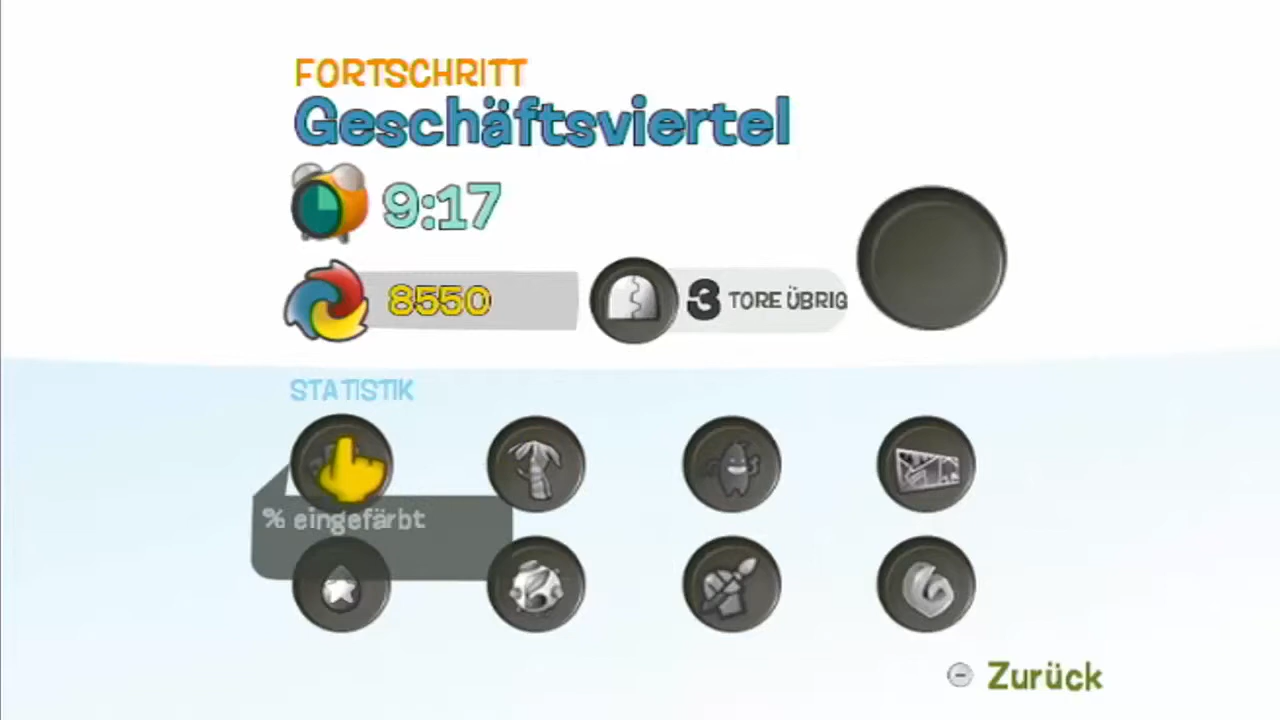 FORTSCHRITT
Geschäftsviertel
9:17
8550
3 TORE ÜBRIG
STATISTIK
% eingefärbt
Zurück